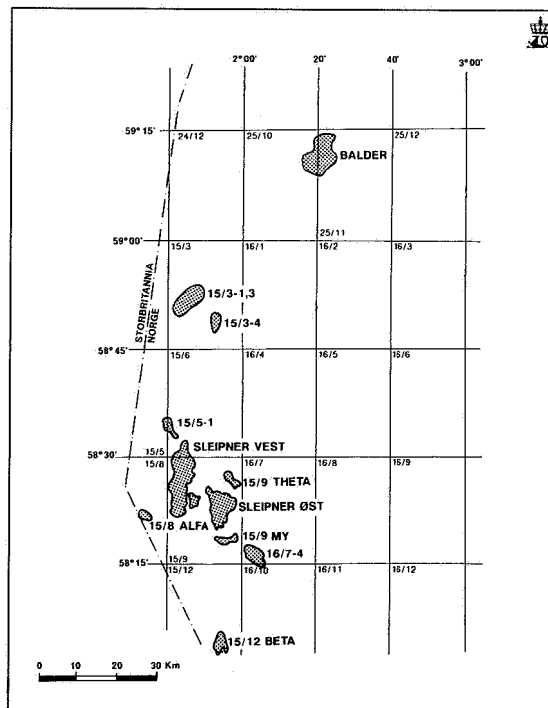 2° 00' 20' 40' 3° 00'
59° 15' 24/12 25/10 25/12
BALDER
25/11
59° 00' 15/3 16/1 16/2 16/3
STORBRITANNIA
NORGE
15/3-1,3
15/3-4
58° 45' 15/6 16/4 16/5 16/6
15/5-1
SLEIPNER VEST
58° 30' 15/5
15/8 16/7 16/8 16/9
15/9 THETA
SLEIPNER ØST
15/8 ALFA
15/9 MY
16/7-4
58° 15' 15/9
15/12 16/10 16/11 16/12
15/12 BETA
0 10 20 30 Km